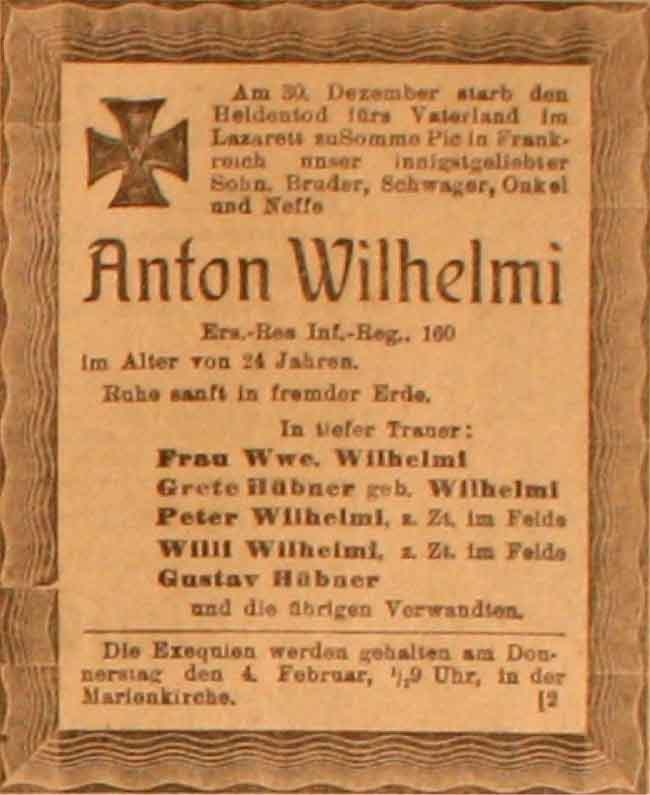 Am 30. Dezember starb den
Heldentod fürs Vaterland im
Lazarett zuSomme Pie in Frank-
reich unser innigstgeliebter
Sohn, Bruder, Schwager, Onkel
und Neffe
Anton Wilhelmi
Ers.-Res Inf.-Reg.. 160
im Alter von 24 Jahren.
Ruhe sanft in fremder Erde.
In tiefer Trauer:
Frau Wwe. Wilhelmi
Grete Hübner geb. Wilhelmi
Peter Wilhelmi, z. Zt. im Felde
Willi Wilhelmi, z. Zt. im Felde
Gustav Hübner
und die übrigen Verwandten.
Die Exequien werden gehalten am Don-
nerstag den 4. Februar, ½9 Uhr, in der
Marienkirche. [2